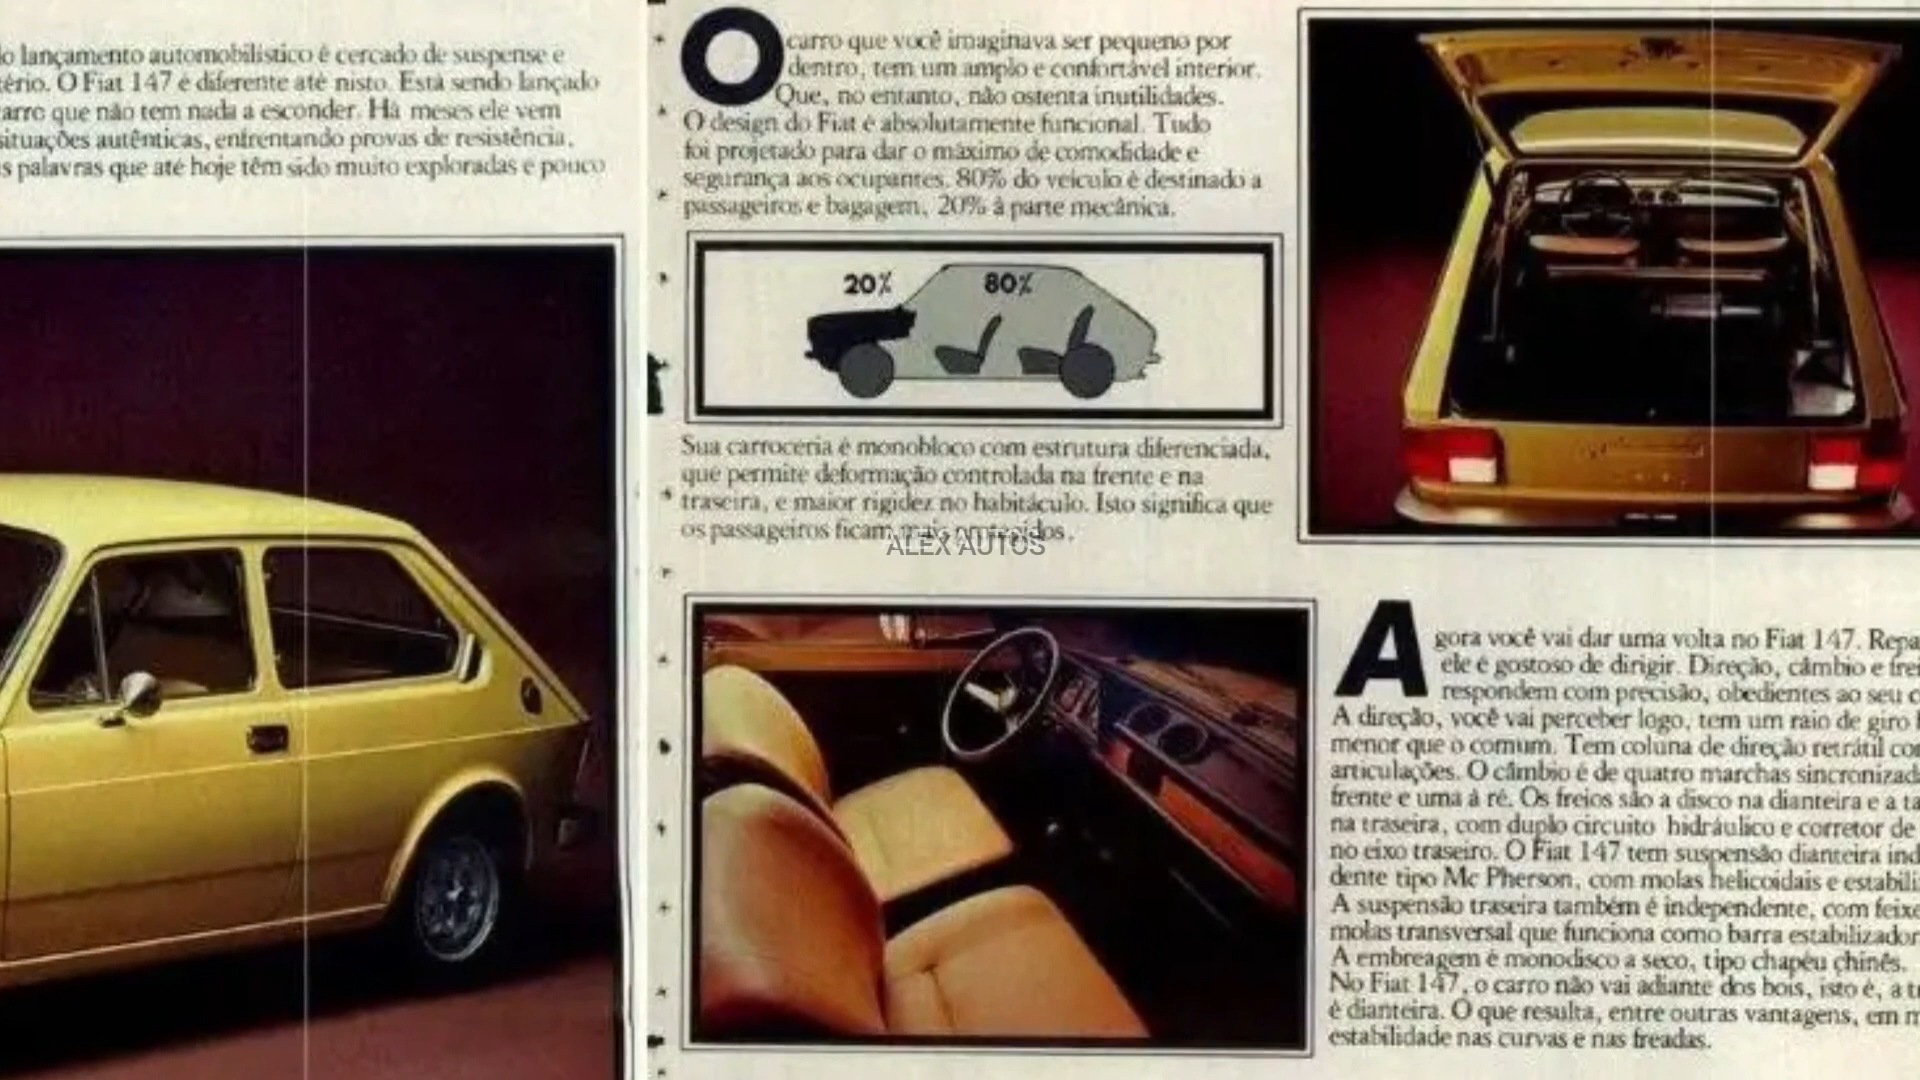 o lançamento automobilístico é cercado de suspense e
tério. O Fiat 147 é diferente até nisto. Está sendo lançado
arro que não tem nada a esconder. Há meses ele vem
situações autênticas, enfrentando provas de resistência,
s palavras que até hoje têm sido muito exploradas e pouco
O carro que você imaginava ser pequeno por
dentro, tem um amplo e confortável interior.
Que, no entanto, não ostenta inutilidades.
O design do Fiat é absolutamente funcional. Tudo
foi projetado para dar o máximo de comodidade e
segurança aos ocupantes. 80% do veículo é destinado a
passageiros e bagagem, 20% à parte mecânica.
20% 80%
Sua carroceria é monobloco com estrutura diferenciada,
que permite deformação controlada na frente e na
traseira, e maior rigidez no habitáculo. Isto significa que
os passageiros ficam mais protegidos.
ALEX AUTOS
Agora você vai dar uma volta no Fiat 147. Repa
ele é gostoso de dirigir. Direção, câmbio e frei
respondem com precisão, obedientes ao seu c
A direção, você vai perceber logo, tem um raio de giro
menor que o comum. Tem coluna de direção retrátil co
articulações. O câmbio é de quatro marchas sincronizada
frente e uma à ré. Os freios são a disco na dianteira e a ta
na traseira, com duplo circuito hidráulico e corretor de
no eixo traseiro. O Fiat 147 tem suspensão dianteira ind
dente tipo Mc Pherson, com molas helicoidais e estabili
A suspensão traseira também é independente, com feixe
molas transversal que funciona como barra estabilizador
A embreagem é monodisco a seco, tipo chapéu chinês.
No Fiat 147, o carro não vai adiante dos bois, isto é, a t
é dianteira. O que resulta, entre outras vantagens, em m
estabilidade nas curvas e nas freadas.